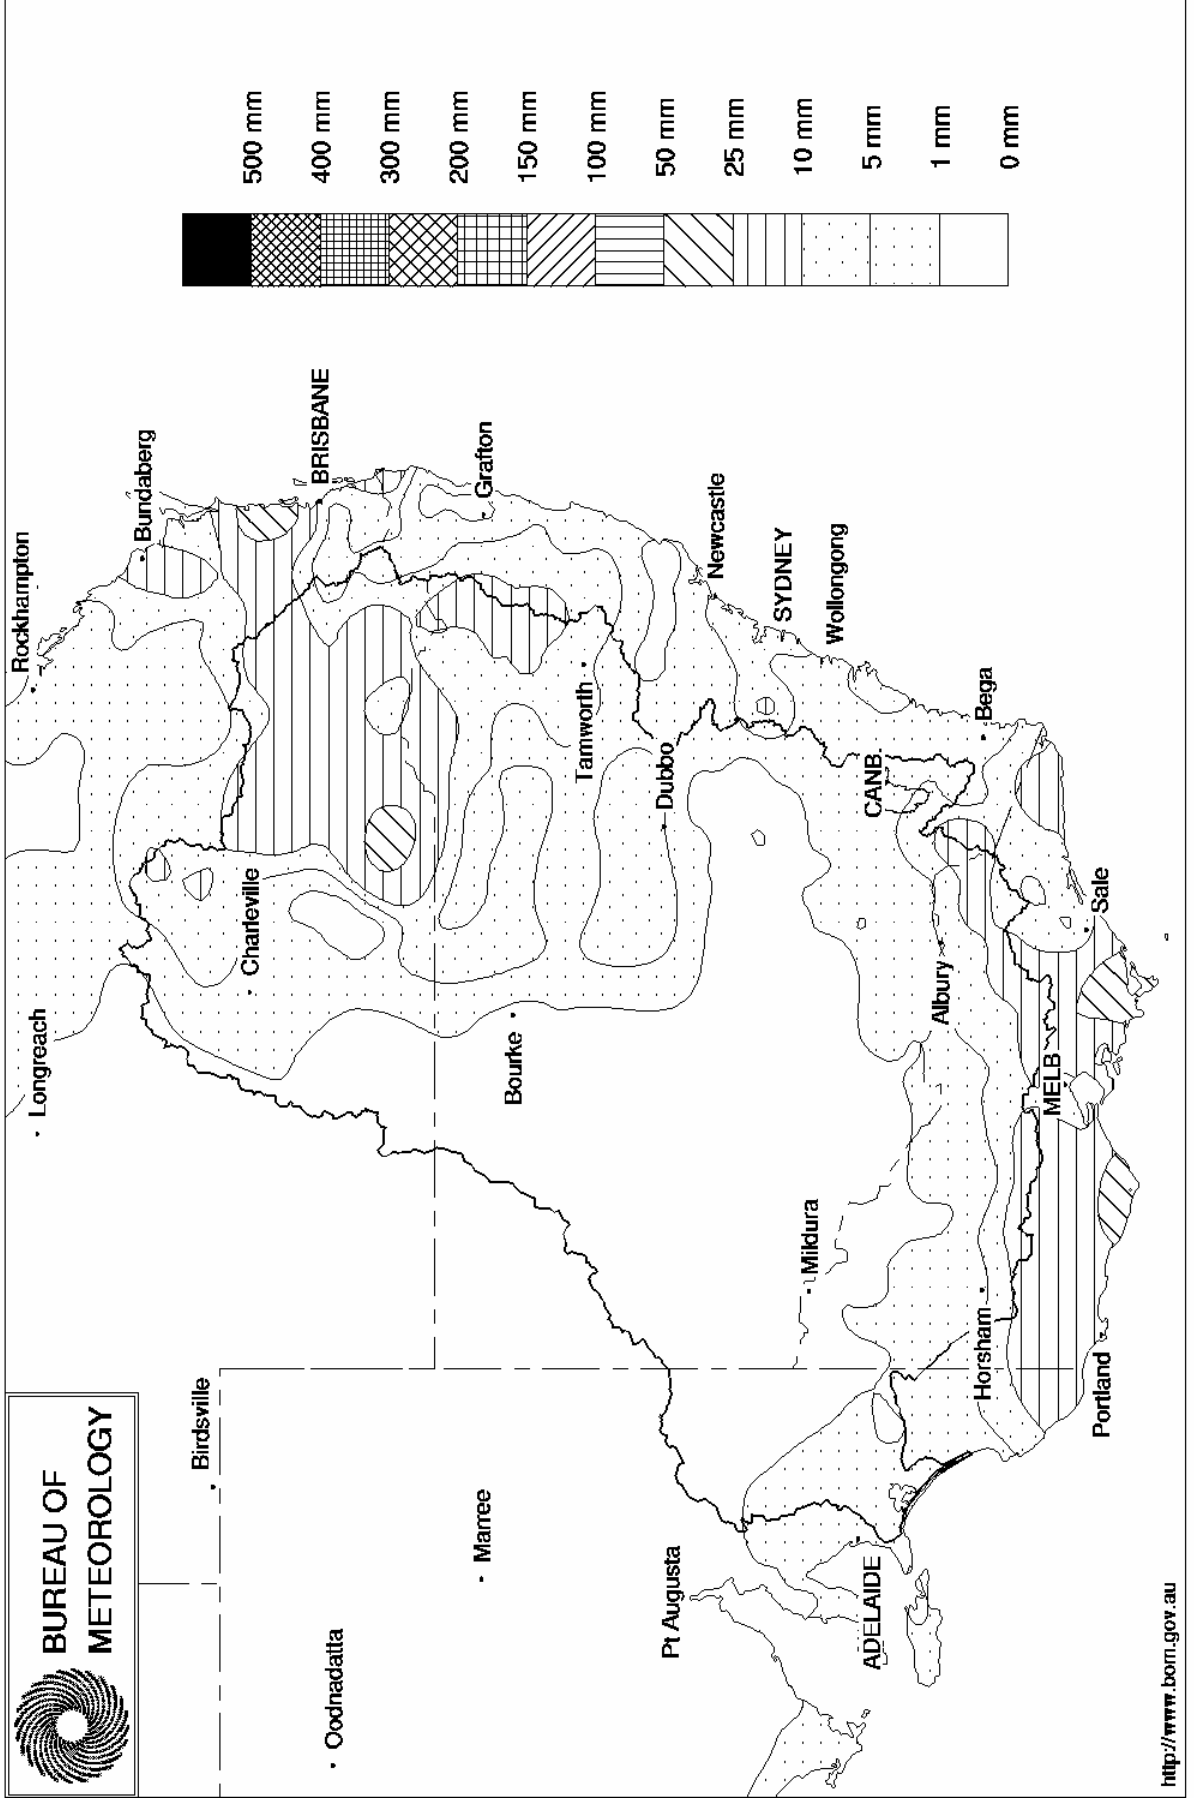 BUREAU OF
METEOROLOGY
Longreach
Rockhampton
Bundaberg
Birdsville
Charleville
BRISBANE
Oodnadatta
Marree
Bourke
Grafton
Tamworth
Pt Augusta
Dubbo
Newcastle
Mildura
SYDNEY
Wollongong
ADELAIDE
CANB.
Albury
Horsham
Bega
MELB
Portland
Sale
500 mm
400 mm
300 mm
200 mm
150 mm
100 mm
50 mm
25 mm
10 mm
5 mm
1 mm
0 mm
http://www.bom.gov.au